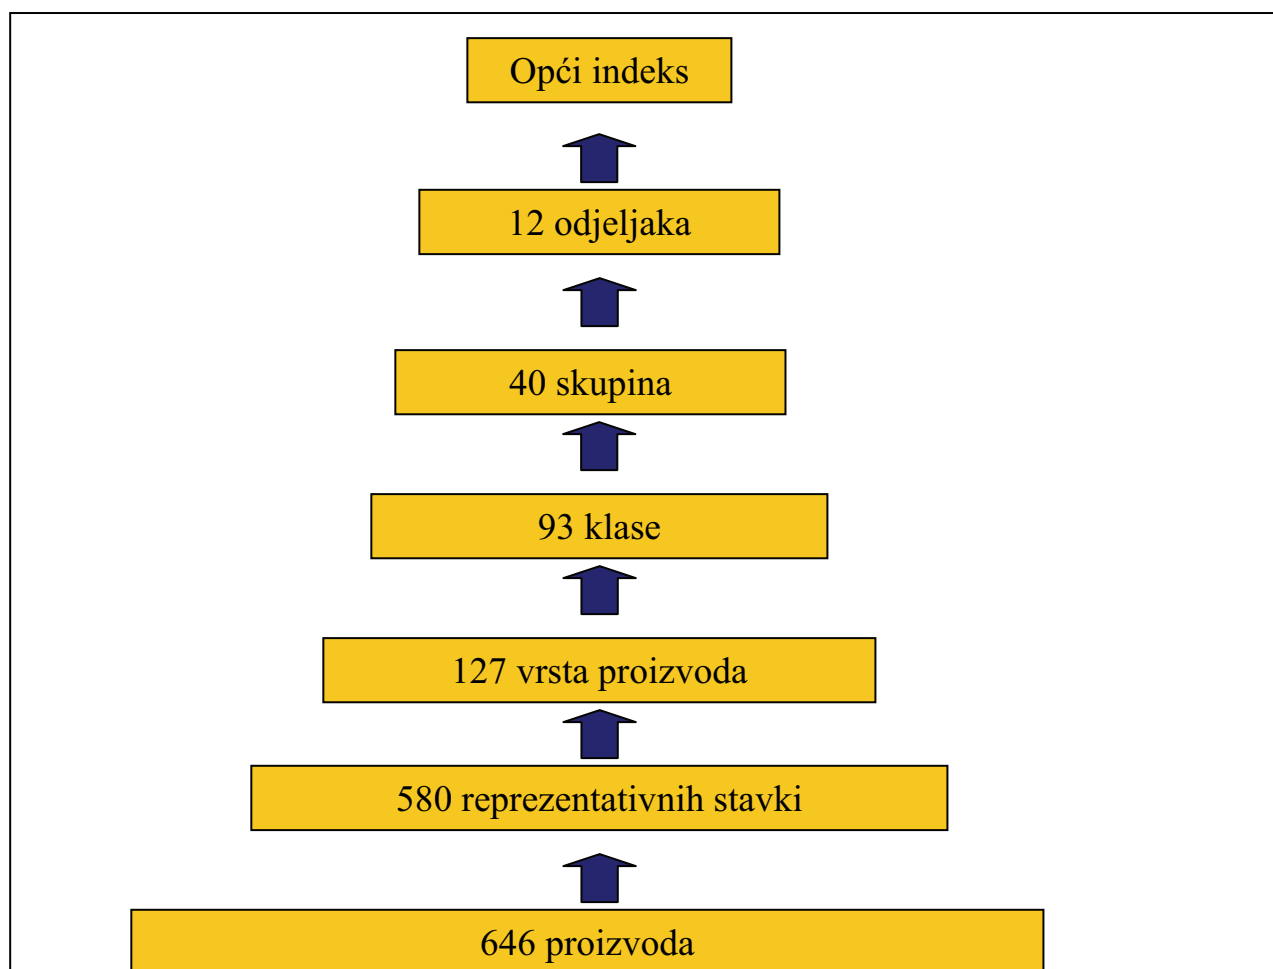 Opći indeks
12 odjeljaka
40 skupina
93 klase
127 vrsta proizvoda
580 reprezentativnih stavki
646 proizvoda